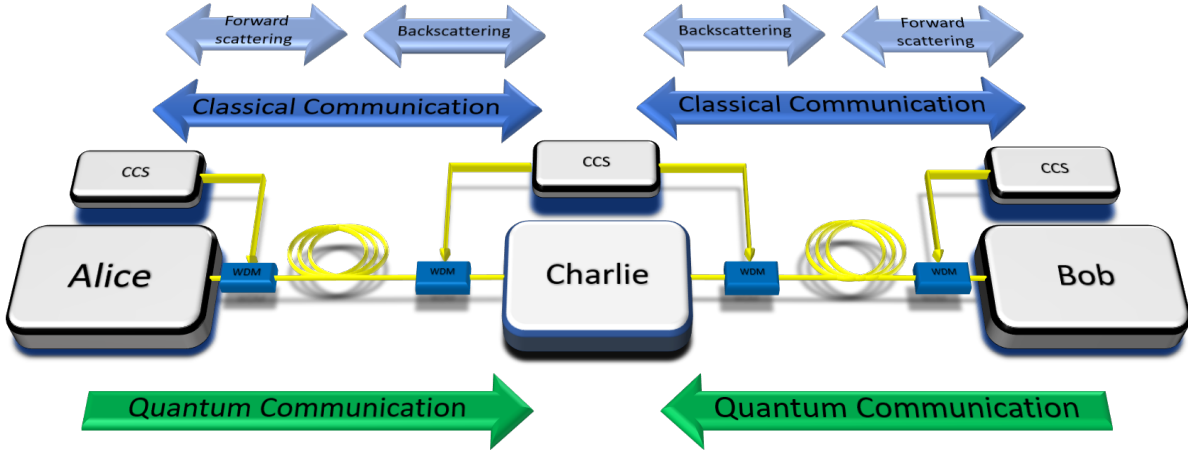 Forward
scattering
Backscattering
Backscattering
Forward
scattering
Classical Communication
Classical Communication
CCS
CCS
CCS
Alice
WDM
WDM
Charlie
WDM
WDM
Bob
Quantum Communication
Quantum Communication